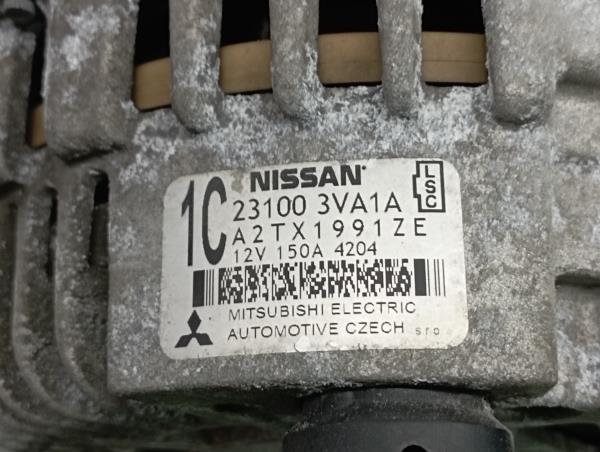 NISSAN
1C 23100 3VA1A
LSC
A2TX1991ZE
12V 150A 4204
MITSUBISHI ELECTRIC
AUTOMOTIVE CZECH s.r.o.